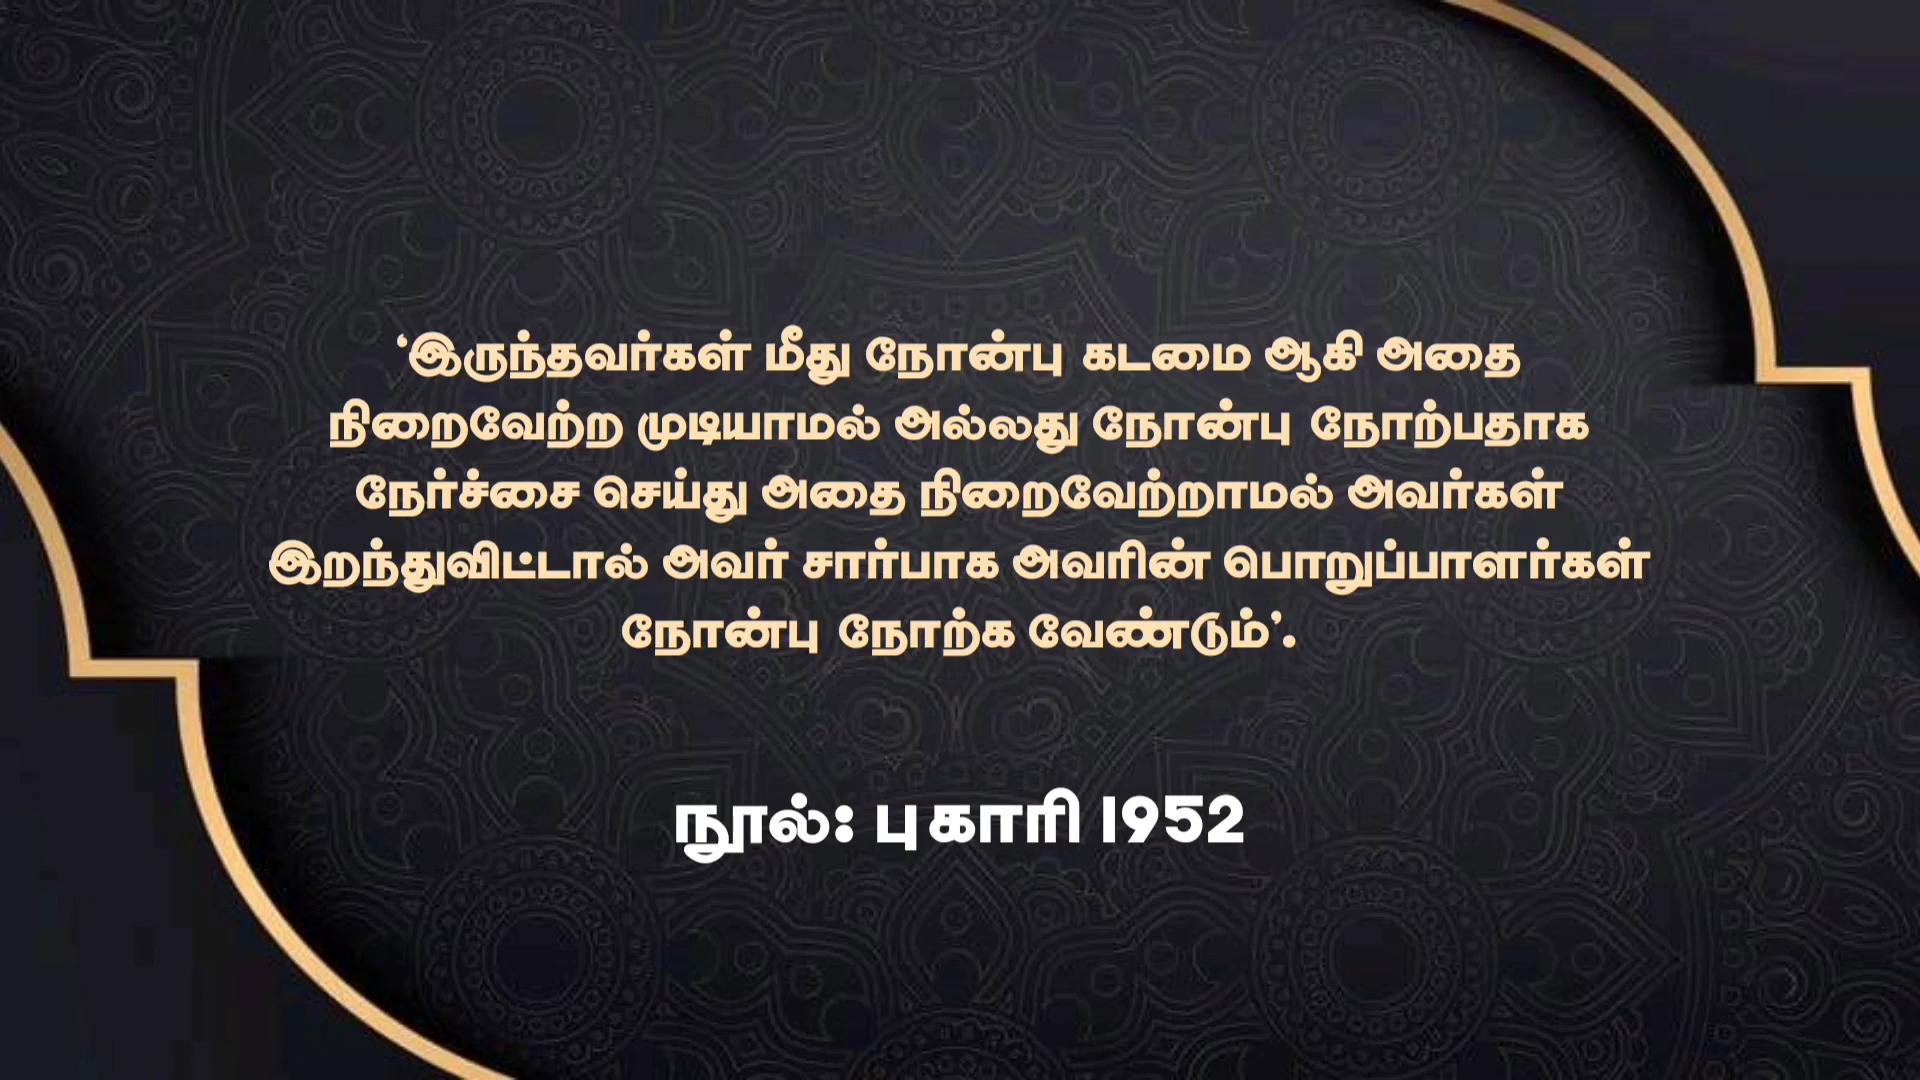 ‘இருந்தவர்கள் மீது நோன்பு கடமை ஆகி அதை
நிறைவேற்ற முடியாமல் அல்லது நோன்பு நோற்பதாக
நேர்ச்சை செய்து அதை நிறைவேற்றாமல் அவர்கள்
இறந்துவிட்டால் அவர் சார்பாக அவரின் பொறுப்பாளர்கள்
நோன்பு நோற்க வேண்டும்’.
நூல்: புகாரி 1952